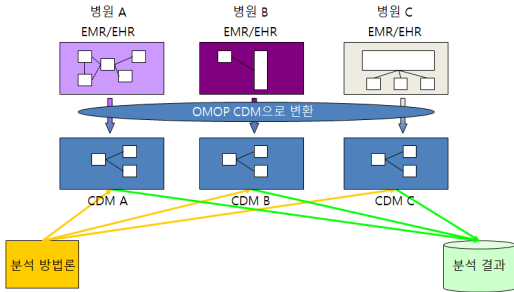 병원 A
병원 B
병원 C
EMR/EHR
EMR/EHR
EMR/EHR
OMOP CDM으로 변환
CDM A
CDM B
CDM C
분석 방법론
분석 결과